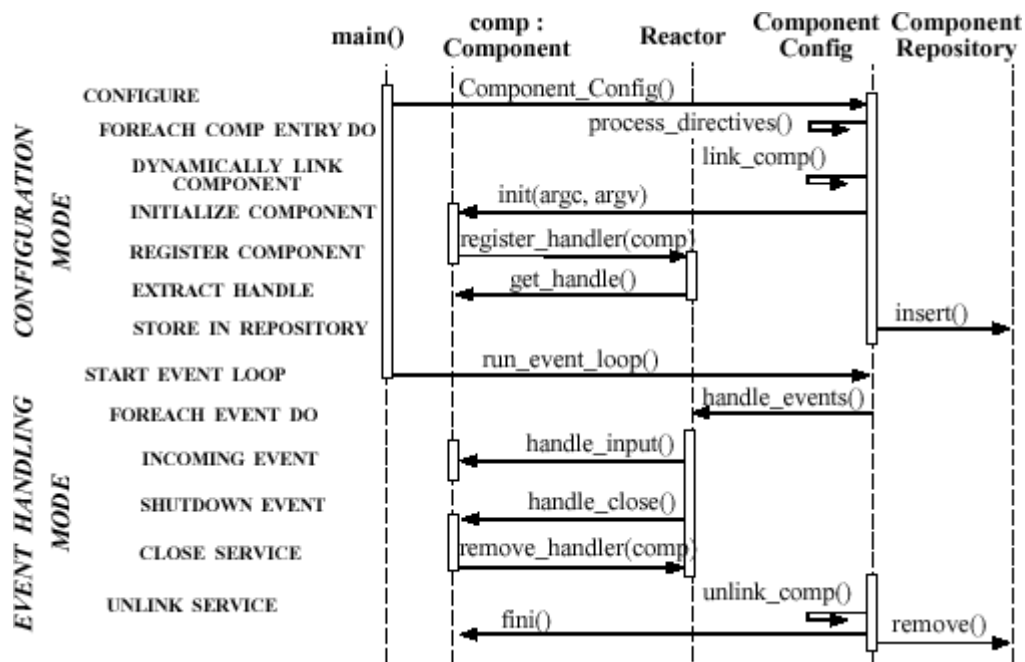 main()
comp :
Component
Reactor
Component
Config
Component
Repository
CONFIGURATION
MODE
CONFIGURE
Component_Config()
FOREACH COMP ENTRY DO
process_directives()
DYNAMICALLY LINK
COMPONENT
link_comp()
INITIALIZE COMPONENT
init(argc, argv)
REGISTER COMPONENT
register_handler(comp)
EXTRACT HANDLE
get_handle()
STORE IN REPOSITORY
insert()
EVENT HANDLING
MODE
START EVENT LOOP
run_event_loop()
FOREACH EVENT DO
handle_events()
INCOMING EVENT
handle_input()
SHUTDOWN EVENT
handle_close()
CLOSE SERVICE
remove_handler(comp)
UNLINK SERVICE
unlink_comp()
fini()
remove()